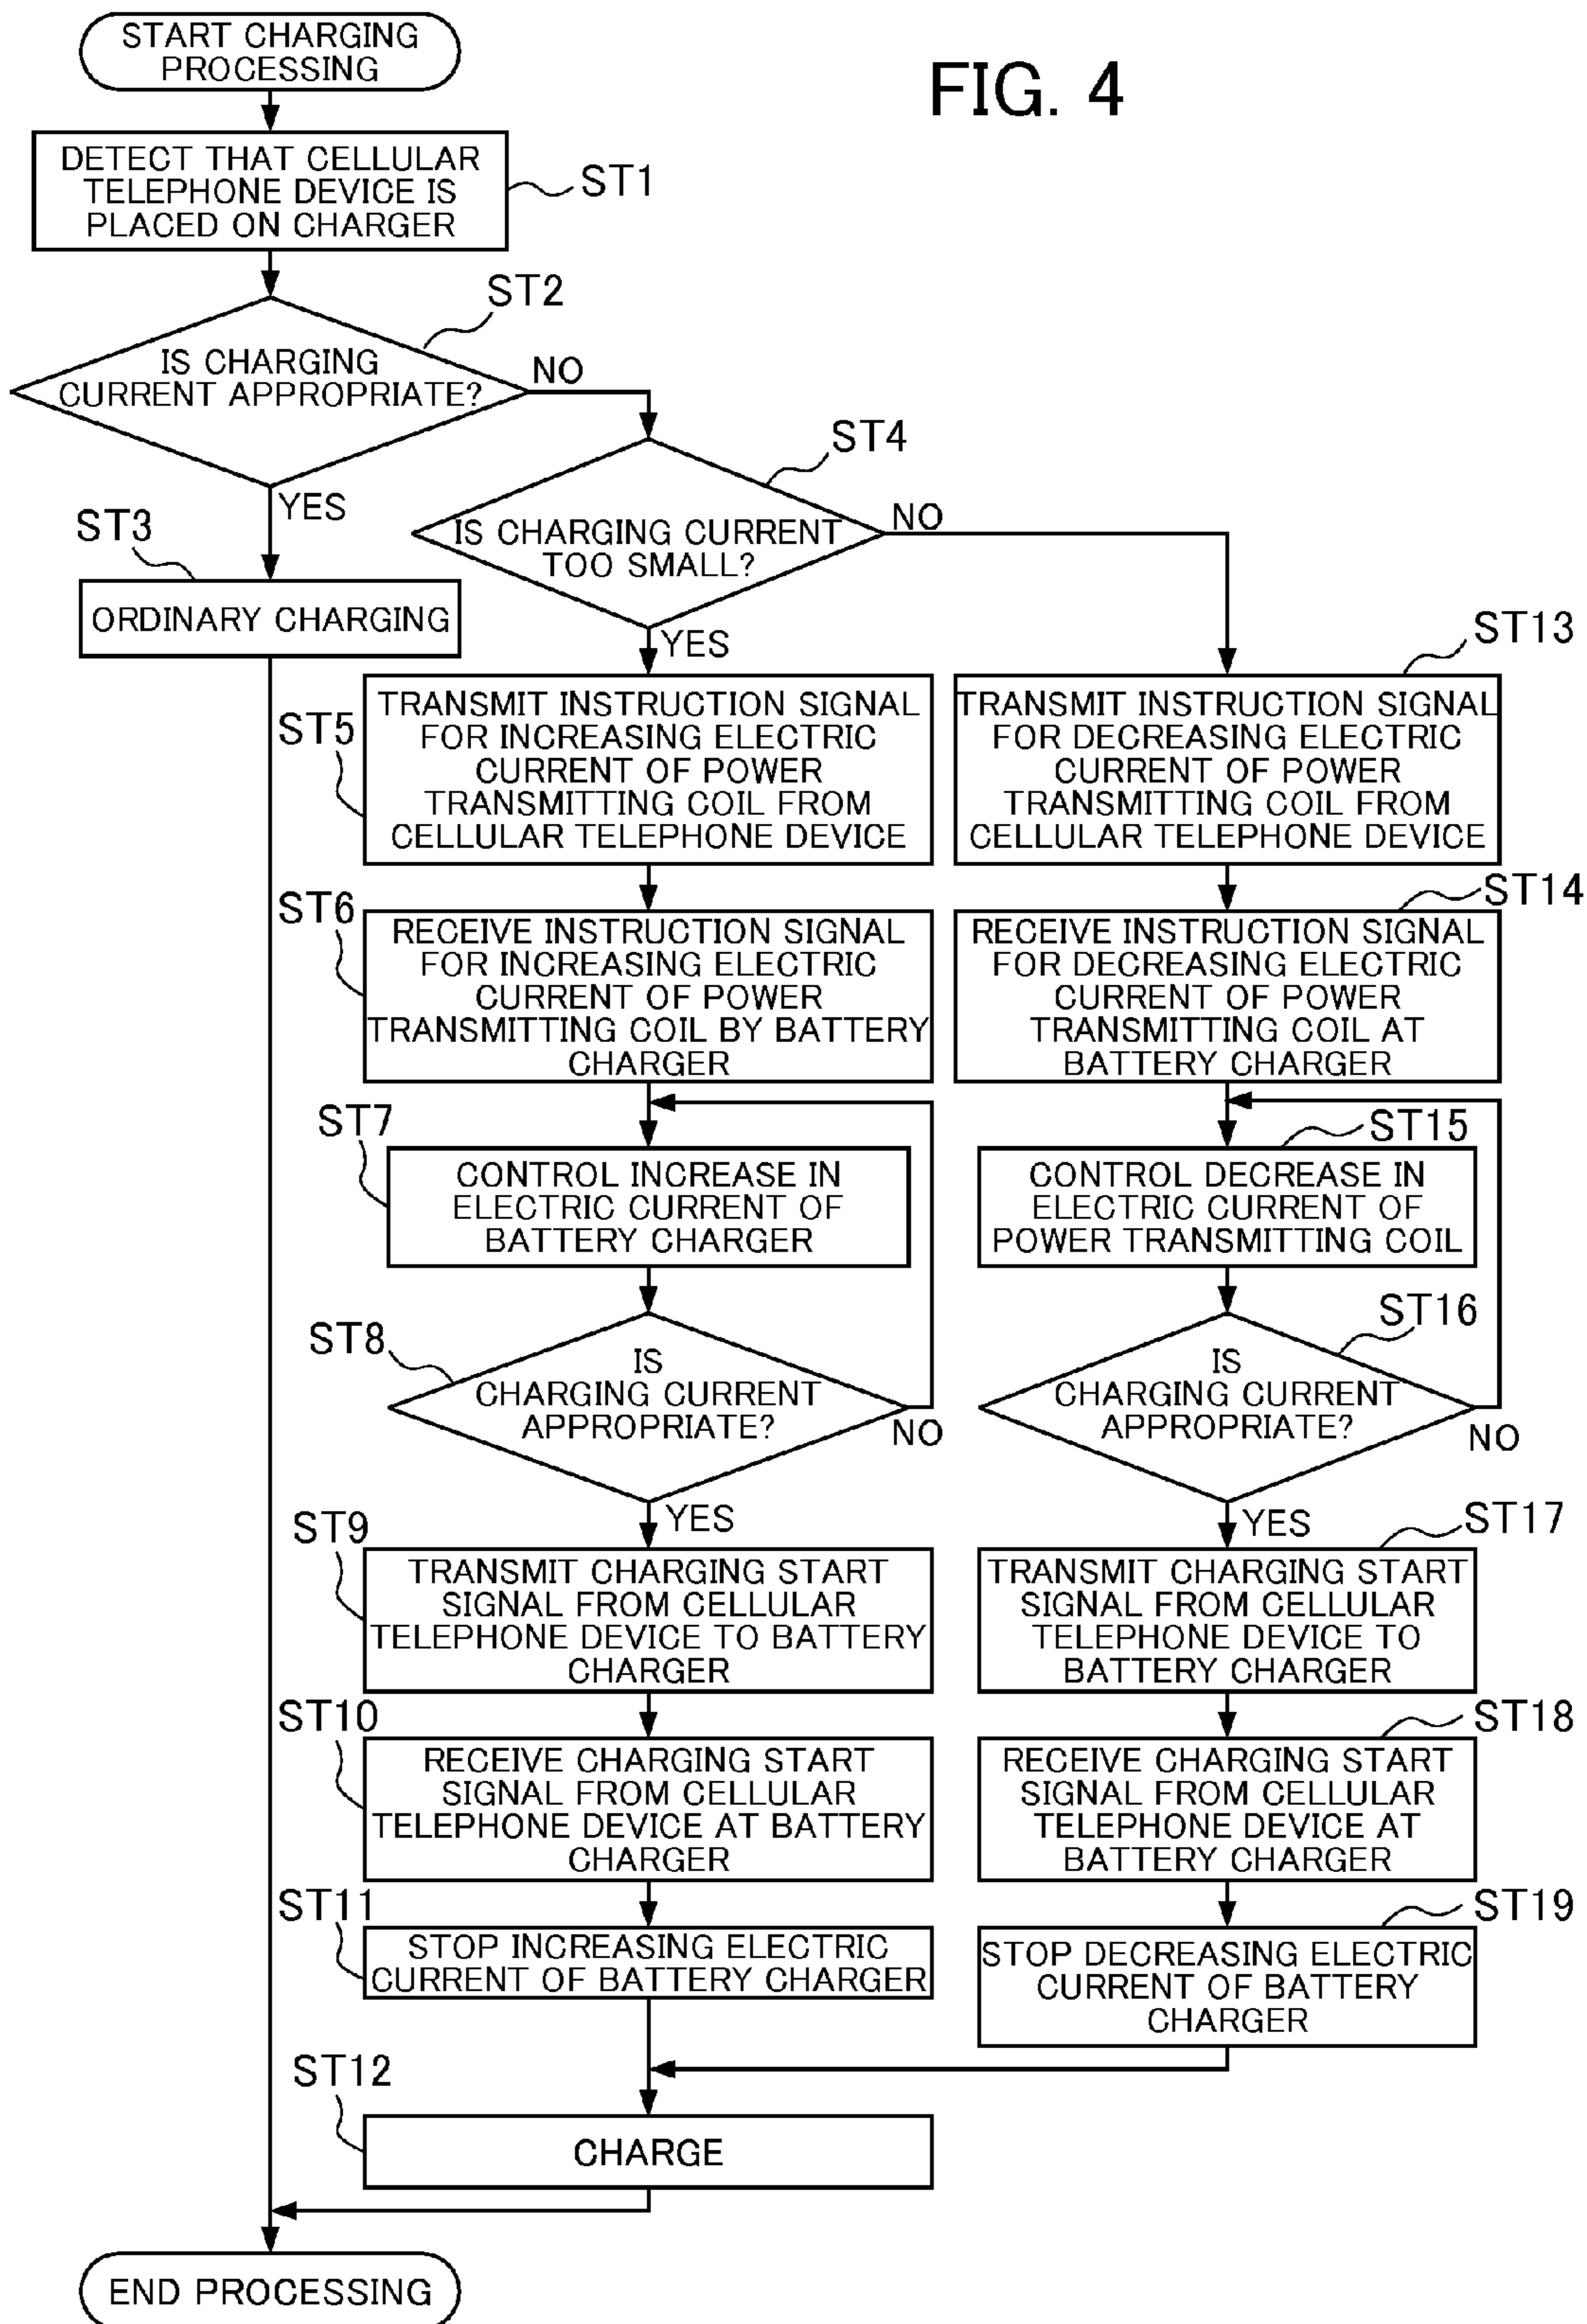 START CHARGING
PROCESSING
FIG. 4
DETECT THAT CELLULAR
TELEPHONE DEVICE IS
PLACED ON CHARGER
ST1
ST2
IS CHARGING
CURRENT APPROPRIATE?
NO
YES
ST3
ORDINARY CHARGING
ST4
IS CHARGING CURRENT
TOO SMALL?
NO
YES
ST5
TRANSMIT INSTRUCTION SIGNAL
FOR INCREASING ELECTRIC
CURRENT OF POWER
TRANSMITTING COIL FROM
CELLULAR TELEPHONE DEVICE
ST6
RECEIVE INSTRUCTION SIGNAL
FOR INCREASING ELECTRIC
CURRENT OF POWER
TRANSMITTING COIL BY BATTERY
CHARGER
ST7
CONTROL INCREASE IN
ELECTRIC CURRENT OF
BATTERY CHARGER
ST8
IS
CHARGING CURRENT
APPROPRIATE?
NO
YES
ST9
TRANSMIT CHARGING START
SIGNAL FROM CELLULAR
TELEPHONE DEVICE TO BATTERY
CHARGER
ST10
RECEIVE CHARGING START
SIGNAL FROM CELLULAR
TELEPHONE DEVICE AT BATTERY
CHARGER
ST11
STOP INCREASING ELECTRIC
CURRENT OF BATTERY CHARGER
ST13
TRANSMIT INSTRUCTION SIGNAL
FOR DECREASING ELECTRIC
CURRENT OF POWER
TRANSMITTING COIL FROM
CELLULAR TELEPHONE DEVICE
ST14
RECEIVE INSTRUCTION SIGNAL
FOR DECREASING ELECTRIC
CURRENT OF POWER
TRANSMITTING COIL AT
BATTERY CHARGER
ST15
CONTROL DECREASE IN
ELECTRIC CURRENT OF
POWER TRANSMITTING COIL
ST16
IS
CHARGING CURRENT
APPROPRIATE?
NO
YES
ST17
TRANSMIT CHARGING START
SIGNAL FROM CELLULAR
TELEPHONE DEVICE TO
BATTERY CHARGER
ST18
RECEIVE CHARGING START
SIGNAL FROM CELLULAR
TELEPHONE DEVICE AT
BATTERY CHARGER
ST19
STOP DECREASING ELECTRIC
CURRENT OF BATTERY
CHARGER
ST12
CHARGE
END PROCESSING